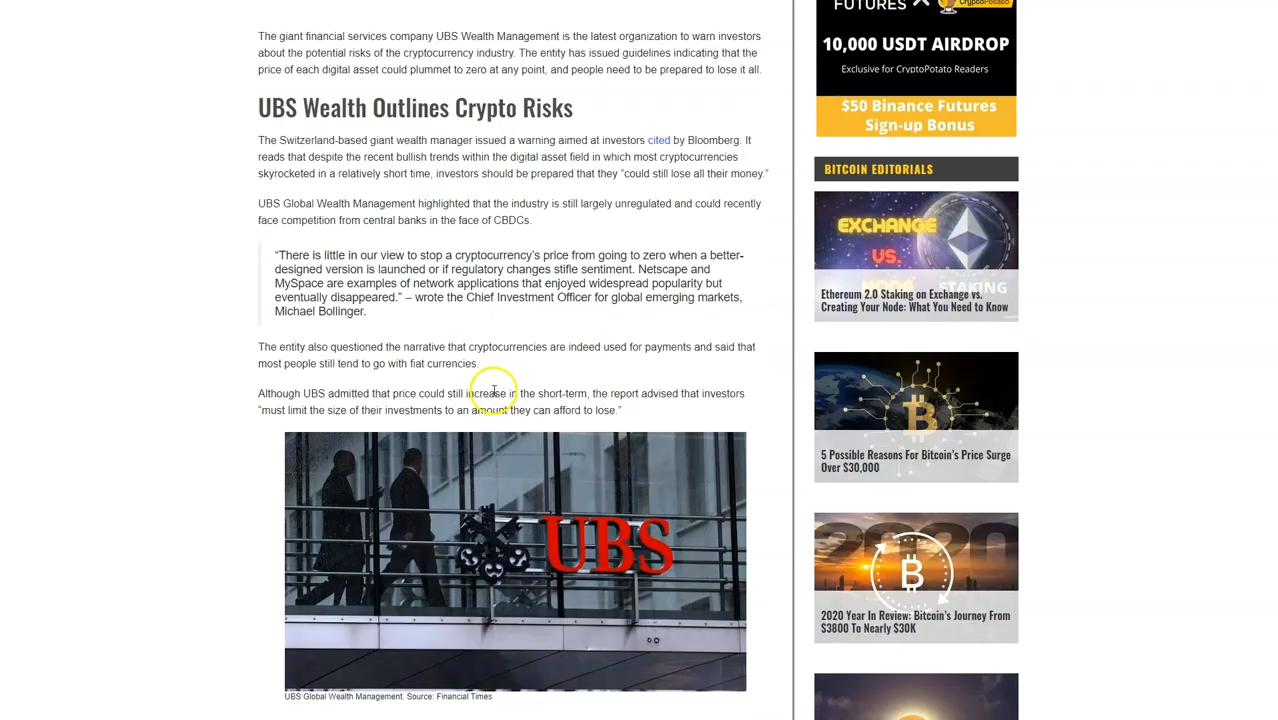 The giant financial services company UBS Wealth Management is the latest organization to warn investors
about the potential risks of the cryptocurrency industry. The entity has issued guidelines indicating that the
price of each digital asset could plummet to zero at any point, and people need to be prepared to lose it all.
UBS Wealth Outlines Crypto Risks
The Switzerland-based giant wealth manager issued a warning aimed at investors cited by Bloomberg. It
reads that despite the recent bullish trends within the digital asset field in which most cryptocurrencies
skyrocketed in a relatively short time, investors should be prepared that they “could still lose all their money.”
UBS Global Wealth Management highlighted that the industry is still largely unregulated and could recently
face competition from central banks in the face of CBDCs.
“There is little in our view to stop a cryptocurrency’s price from going to zero when a better-
designed version is launched or if regulatory changes stifle sentiment. Netscape and
MySpace are examples of network applications that enjoyed widespread popularity but
eventually disappeared.” – wrote the Chief Investment Officer for global emerging markets,
Michael Bollinger.
The entity also questioned the narrative that cryptocurrencies are indeed used for payments and said that
most people still tend to go with fiat currencies.
Although UBS admitted that price could still increase in the short-term, the report advised that investors
“must limit the size of their investments to an amount they can afford to lose.”
UBS
UBS Global Wealth Management. Source: Financial Times
FUTURES X CryptoPotato
10,000 USDT AIRDROP
Exclusive for CryptoPotato Readers
$50 Binance Futures
Sign-up Bonus
BITCOIN EDITORIALS
EXCHANGE
VS.
STAKING
Ethereum 2.0 Staking on Exchange vs.
Creating Your Node: What You Need to Know
5 Possible Reasons For Bitcoin’s Price Surge
Over $30,000
2020
2020 Year In Review: Bitcoin’s Journey From
$3800 To Nearly $30K